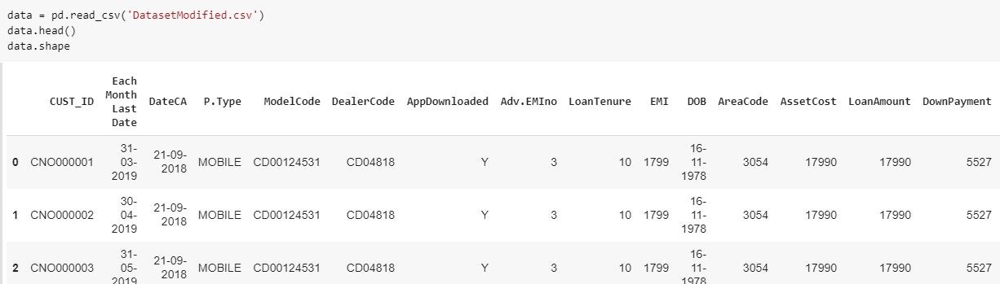 data = pd.read_csv('DatasetModified.csv')
data.head()
data.shape
CUST_ID Each Month Last Date DateCA P.Type ModelCode DealerCode AppDownloaded Adv.EMIno LoanTenure EMI DOB AreaCode AssetCost LoanAmount DownPayment
0 CNO000001 31-03-2019 21-09-2018 MOBILE CD00124531 CD04818 Y 3 10 1799 16-11-1978 3054 17990 17990 5527
1 CNO000002 30-04-2019 21-09-2018 MOBILE CD00124531 CD04818 Y 3 10 1799 16-11-1978 3054 17990 17990 5527
2 CNO000003 31-05-2019 21-09-2018 MOBILE CD00124531 CD04818 Y 3 10 1799 16-11-1978 3054 17990 17990 5527